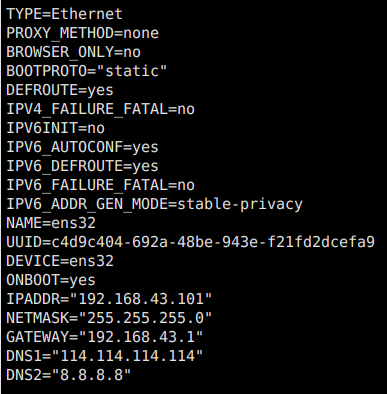 TYPE=Ethernet
PROXY_METHOD=none
BROWSER_ONLY=no
BOOTPROTO="static"
DEFROUTE=yes
IPV4_FAILURE_FATAL=no
IPV6INIT=no
IPV6_AUTOCONF=yes
IPV6_DEFROUTE=yes
IPV6_FAILURE_FATAL=no
IPV6_ADDR_GEN_MODE=stable-privacy
NAME=ens32
UUID=c4d9c404-692a-48be-943e-f21fd2dcefa9
DEVICE=ens32
ONBOOT=yes
IPADDR="192.168.43.101"
NETMASK="255.255.255.0"
GATEWAY="192.168.43.1"
DNS1="114.114.114.114"
DNS2="8.8.8.8"